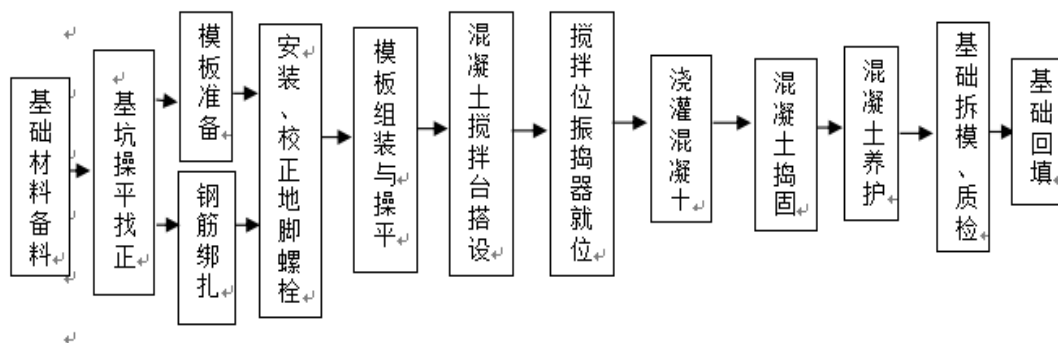 基础材料备料
基坑操平找正
模板准备
钢筋绑扎
安装、校正地脚螺栓
模板组装与操平
混凝土搅拌台搭设
搅拌位振捣器就位
浇灌混凝十
混凝土捣固
混凝土养护
基础拆模、质检
基础回填